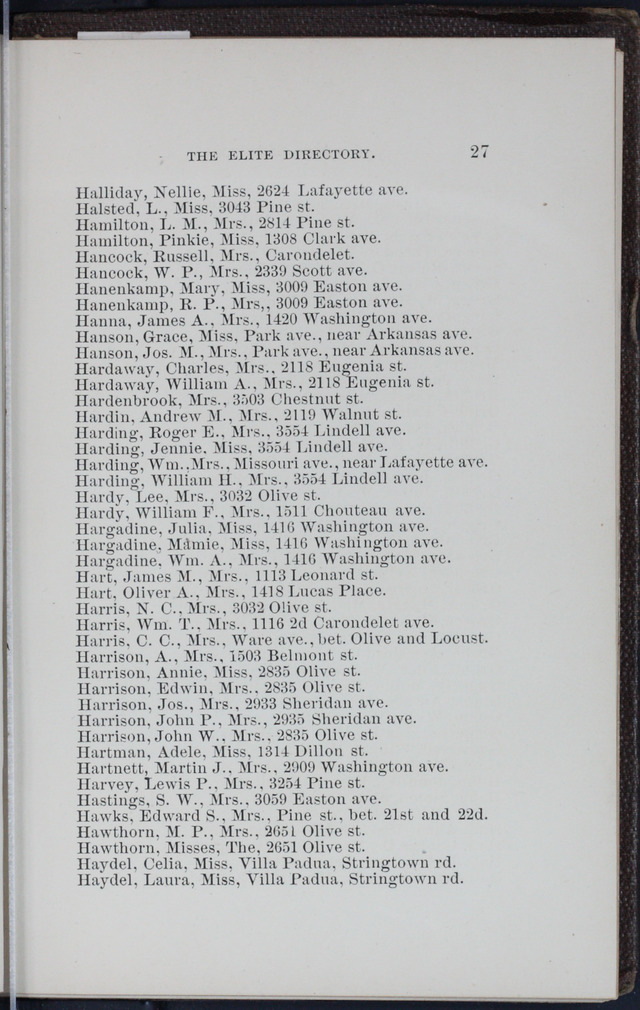 THE ELITE DIRECTORY. 27
Halliday, Nellie, Miss, 2624 Lafayette ave.
Halsted, L., Miss, 3043 Pine st.
Hamilton, L. M., Mrs., 2814 Pine st.
Hamilton, Pinkie, Miss, 1308 Clark ave.
Hancock, Russell, Mrs., Carondelet.
Hancock, W. P., Mrs., 2339 Scott ave.
Hanenkamp, Mary, Miss, 3009 Easton ave.
Hanenkamp, R. P., Mrs,, 3009 Easton ave.
Hanna, James A., Mrs., 1420 Washington ave.
Hanson, Grace, Miss, Park ave., near Arkansas ave.
Hanson, Jos. M., Mrs., Park ave., near Arkansas ave.
Hardaway, Charles, Mrs., 2118 Eugenia st.
Hardaway, William A., Mrs., 2118 Eugenia st.
Hardenbrook, Mrs., 3503 Chestnut st.
Hardin, Andrew M., Mrs., 2119 Walnut st.
Harding, Roger E., Mrs., 3554 Lindell ave.
Harding, Jennie, Miss, 3554 Lindell ave.
Harding, Wm., Mrs., Missouri ave., near Lafayette ave.
Harding, William H., Mrs., 3554 Lindell ave.
Hardy, Lee, Mrs., 3032 Olive st.
Hardy, William F., Mrs., 1511 Chouteau ave.
Hargadine, Julia, Miss, 1416 Washington ave.
Hargadine, Mamie, Miss, 1416 Washington ave.
Hargadine, Wm. A., Mrs., 1416 Washington ave.
Hart, James M., Mrs., 1113 Leonard st.
Hart, Oliver A., Mrs., 1418 Lucas Place.
Harris, N. C., Mrs., 3032 Olive st.
Harris, Wm. T., Mrs., 1116 2d Carondelet ave.
Harris, C. C., Mrs., Ware ave., bet. Olive and Locust.
Harrison, A., Mrs., 1503 Belmont st.
Harrison, Annie, Miss, 2835 Olive st.
Harrison, Edwin, Mrs., 2835 Olive st.
Harrison, Jos., Mrs., 2933 Sheridan ave.
Harrison, John P., Mrs., 2935 Sheridan ave.
Harrison, John W., Mrs., 2835 Olive st.
Hartman, Adele, Miss, 1314 Dillon st.
Hartnett, Martin J., Mrs., 2909 Washington ave.
Harvey, Lewis P., Mrs., 3254 Pine st.
Hastings, S. W., Mrs., 3059 Easton ave.
Hawks, Edward S., Mrs., Pine st., bet. 21st and 22d.
Hawthorn, M. P., Mrs., 2651 Olive st.
Hawthorn, Misses, The, 2651 Olive st.
Haydel, Celia, Miss, Villa Padua, Stringtown rd.
Haydel, Laura, Miss, Villa Padua, Stringtown rd.